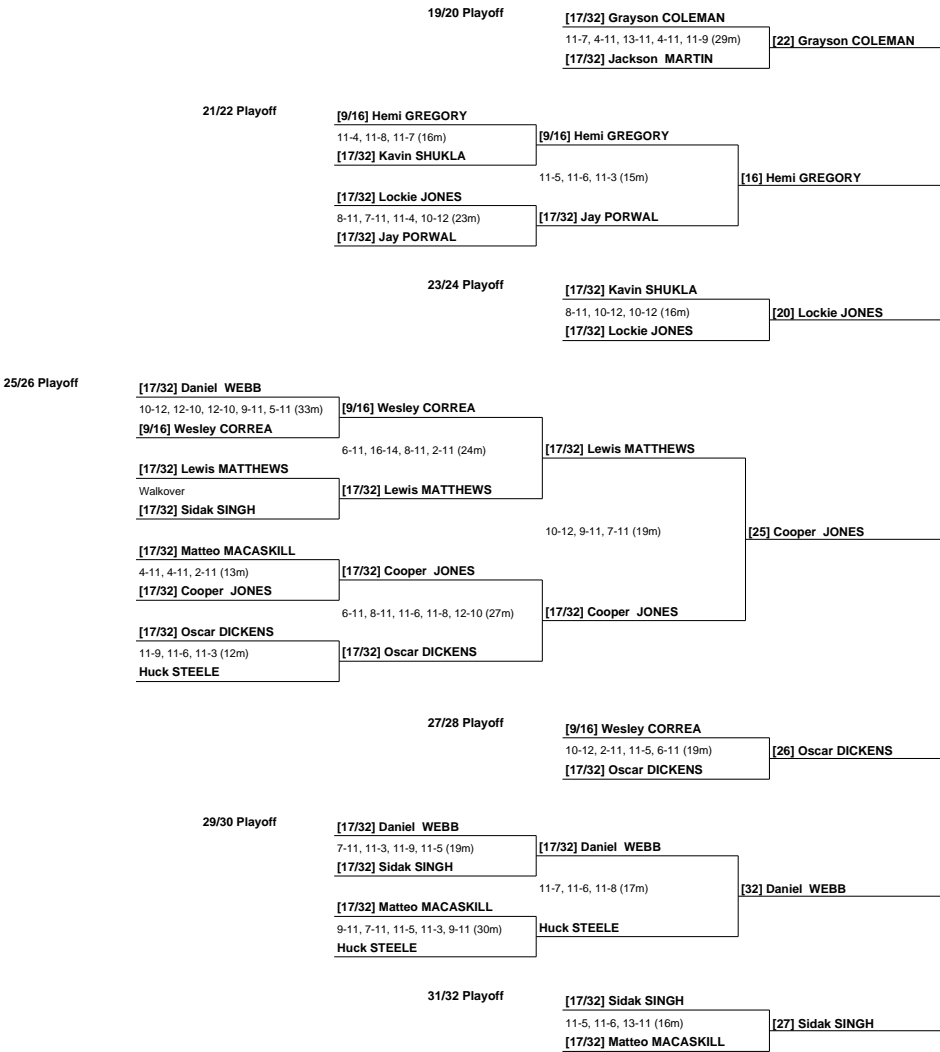 19/20 Playoff
[17/32] Grayson COLEMAN
11-7, 4-11, 13-11, 4-11, 11-9 (29m)
[22] Grayson COLEMAN
[17/32] Jackson  MARTIN
21/22 Playoff
[9/16] Hemi GREGORY
11-4, 11-8, 11-7 (16m)
[9/16] Hemi GREGORY
[17/32] Kavin SHUKLA
11-5, 11-6, 11-3 (15m)
[16] Hemi GREGORY
[17/32] Lockie JONES
8-11, 7-11, 11-4, 10-12 (23m)
[17/32] Jay PORWAL
[17/32] Jay PORWAL
23/24 Playoff
[17/32] Kavin SHUKLA
8-11, 10-12, 10-12 (16m)
[20] Lockie JONES
[17/32] Lockie JONES
25/26 Playoff
[17/32] Daniel  WEBB
10-12, 12-10, 12-10, 9-11, 5-11 (33m)
[9/16] Wesley CORREA
[9/16] Wesley CORREA
6-11, 16-14, 8-11, 2-11 (24m)
[17/32] Lewis MATTHEWS
[17/32] Lewis MATTHEWS
Walkover
[17/32] Lewis MATTHEWS
[17/32] Sidak SINGH
10-12, 9-11, 7-11 (19m)
[25] Cooper  JONES
[17/32] Matteo MACASKILL
4-11, 4-11, 2-11 (13m)
[17/32] Cooper  JONES
[17/32] Cooper  JONES
6-11, 8-11, 11-6, 11-8, 12-10 (27m)
[17/32] Cooper  JONES
[17/32] Oscar DICKENS
11-9, 11-6, 11-3 (12m)
[17/32] Oscar DICKENS
Huck STEELE
27/28 Playoff
[9/16] Wesley CORREA
10-12, 2-11, 11-5, 6-11 (19m)
[26] Oscar DICKENS
[17/32] Oscar DICKENS
29/30 Playoff
[17/32] Daniel  WEBB
7-11, 11-3, 11-9, 11-5 (19m)
[17/32] Daniel  WEBB
[17/32] Sidak SINGH
11-7, 11-6, 11-8 (17m)
[32] Daniel WEBB
[17/32] Matteo MACASKILL
9-11, 7-11, 11-5, 11-3, 9-11 (30m)
Huck STEELE
Huck STEELE
31/32 Playoff
[17/32] Sidak SINGH
11-5, 11-6, 13-11 (16m)
[27] Sidak SINGH
[17/32] Matteo MACASKILL